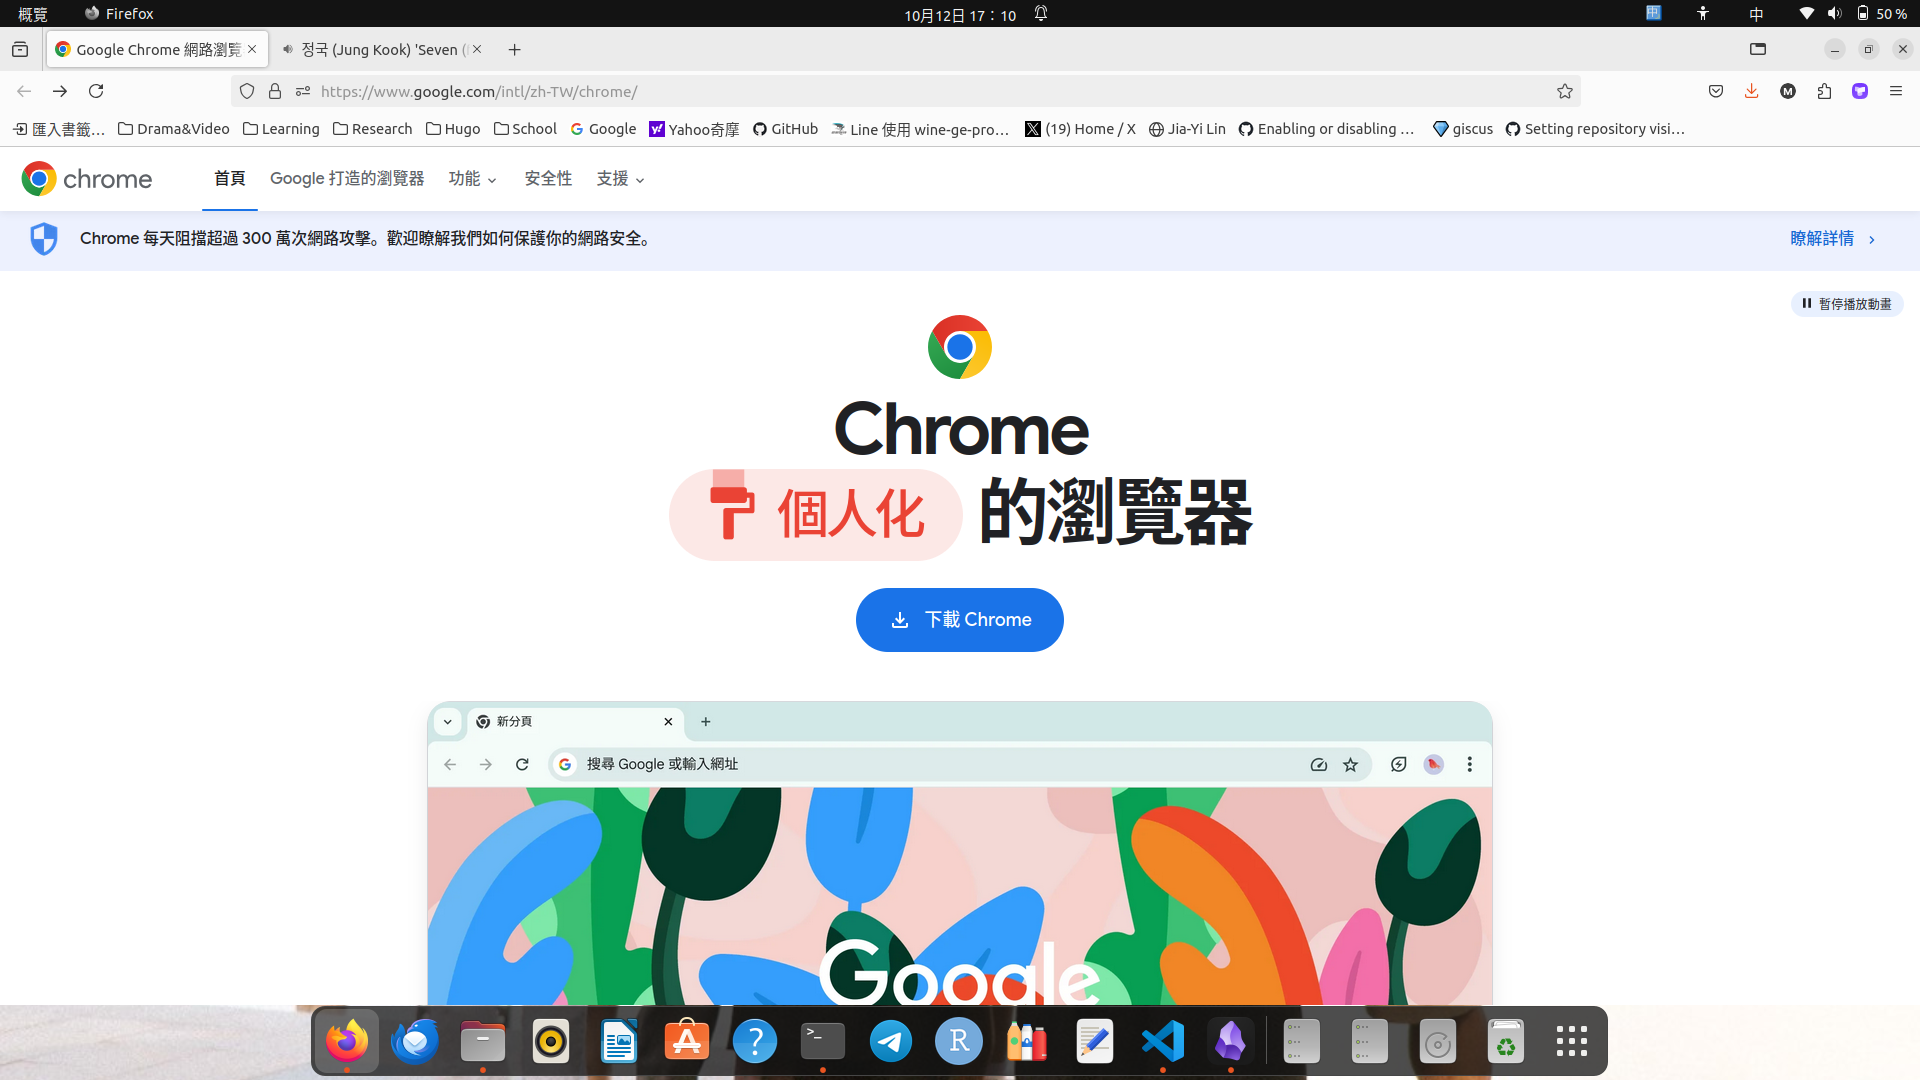 概覽 Firefox 10月12日 17：10 中 50 %
Google Chrome 網路瀏覽 정국 (Jung Kook) 'Seven (
https://www.google.com/intl/zh-TW/chrome/
匯入書籤… Drama&Video Learning Research Hugo School Google Yahoo奇摩 GitHub Line 使用 wine-ge-pro… (19) Home / X Jia-Yi Lin Enabling or disabling … giscus Setting repository visi…
chrome 首頁 Google 打造的瀏覽器 功能 安全性 支援
Chrome 每天阻擋超過 300 萬次網路攻擊。歡迎瞭解我們如何保護你的網路安全。 瞭解詳情
暫停播放動畫
Chrome
個人化 的瀏覽器
下載 Chrome
新分頁
搜尋 Google 或輸入網址
Google